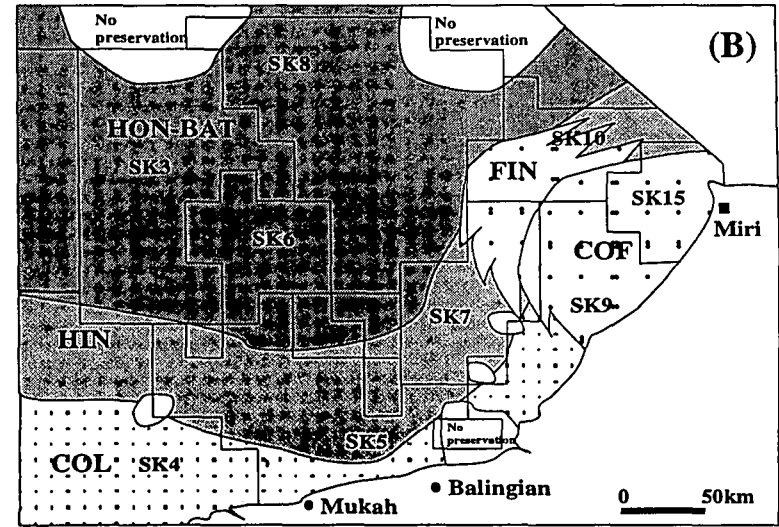 No
preservation
No
preservation
(B)
SK8
HON-BAT
SK10
SK3
FIN
SK15
Miri
SK6
COF
SK9
SK7
HIN
SK5
No
preservation
COL
SK4
Balingian
Mukah
0 50km